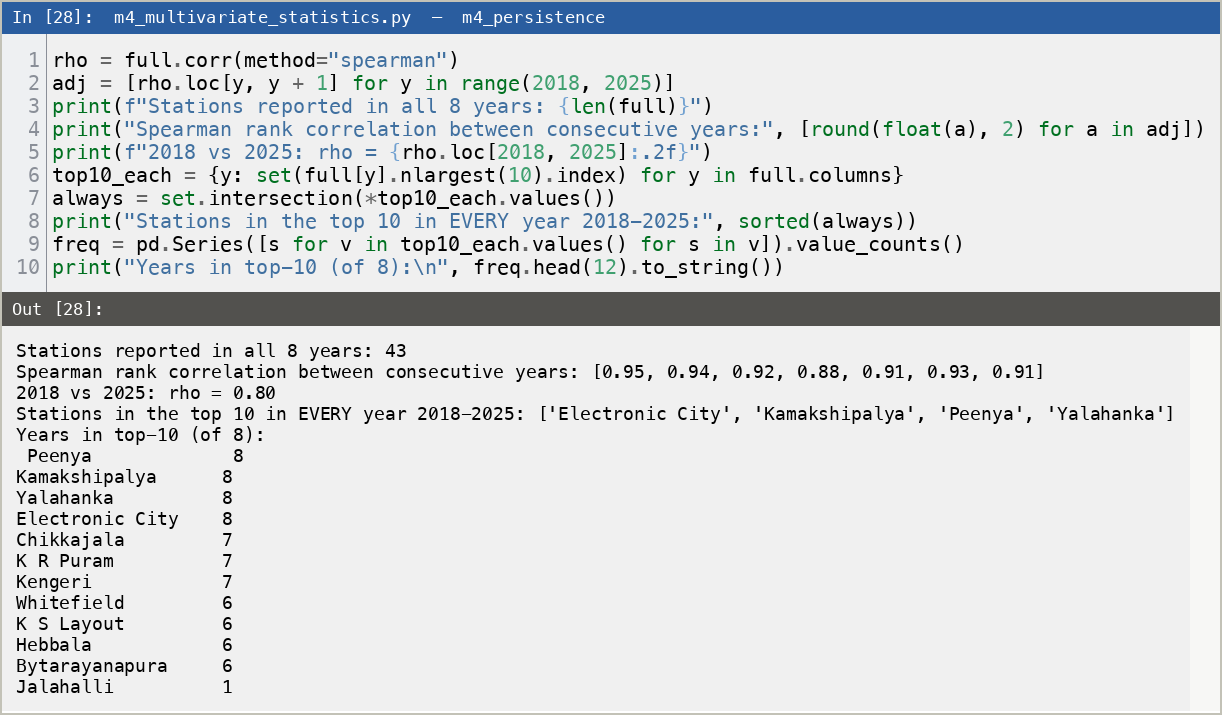 In [28]:  m4_multivariate_statistics.py  —  m4_persistence
1 rho = full.corr(method="spearman")
2 adj = [rho.loc[y, y + 1] for y in range(2018, 2025)]
3 print(f"Stations reported in all 8 years: {len(full)}")
4 print("Spearman rank correlation between consecutive years:", [round(float(a), 2) for a in adj])
5 print(f"2018 vs 2025: rho = {rho.loc[2018, 2025]:.2f}")
6 top10_each = {y: set(full[y].nlargest(10).index) for y in full.columns}
7 always = set.intersection(*top10_each.values())
8 print("Stations in the top 10 in EVERY year 2018–2025:", sorted(always))
9 freq = pd.Series([s for v in top10_each.values() for s in v]).value_counts()
10 print("Years in top-10 (of 8):\n", freq.head(12).to_string())
Out [28]:
Stations reported in all 8 years: 43
Spearman rank correlation between consecutive years: [0.95, 0.94, 0.92, 0.88, 0.91, 0.93, 0.91]
2018 vs 2025: rho = 0.80
Stations in the top 10 in EVERY year 2018–2025: ['Electronic City', 'Kamakshipalya', 'Peenya', 'Yalahanka']
Years in top-10 (of 8):
 Peenya             8
Kamakshipalya      8
Yalahanka          8
Electronic City    8
Chikkajala         7
K R Puram          7
Kengeri            7
Whitefield         6
K S Layout         6
Hebbala            6
Bytarayanapura     6
Jalahalli          1